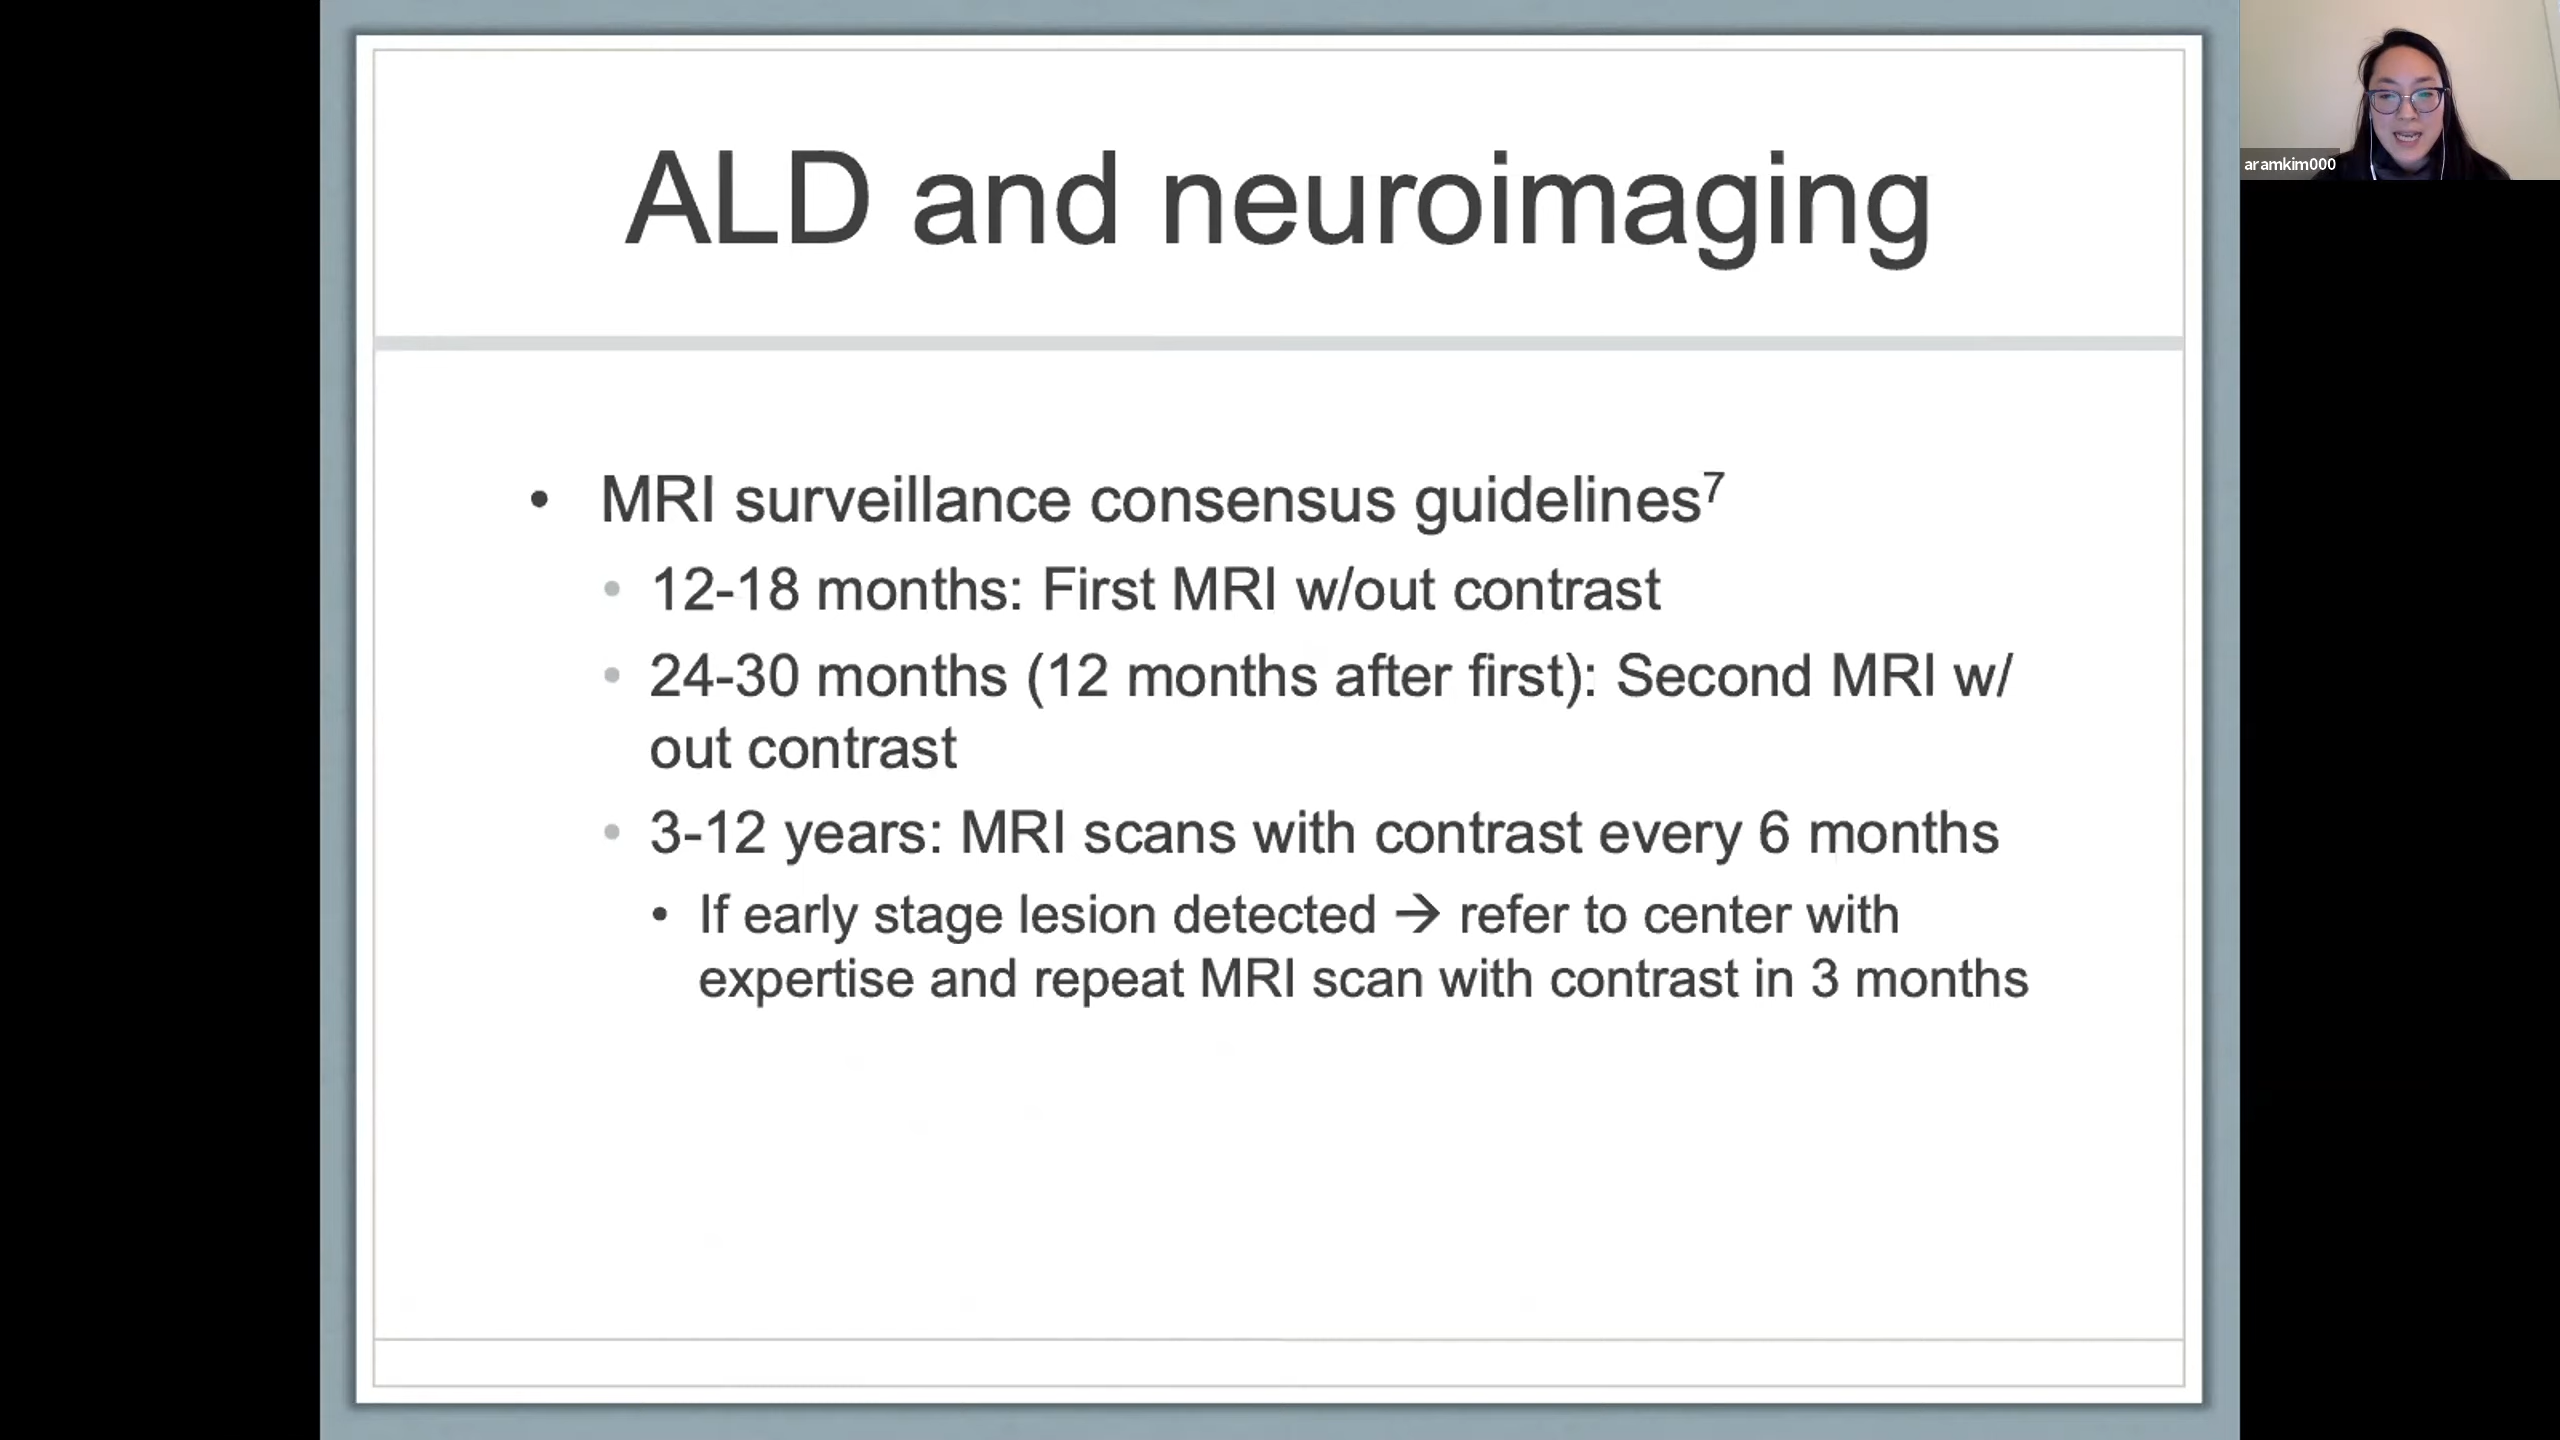 ALD and neuroimaging
aramkim000
• MRI surveillance consensus guidelines⁷
• 12-18 months: First MRI w/out contrast
• 24-30 months (12 months after first): Second MRI w/
out contrast
• 3-12 years: MRI scans with contrast every 6 months
• If early stage lesion detected → refer to center with
expertise and repeat MRI scan with contrast in 3 months